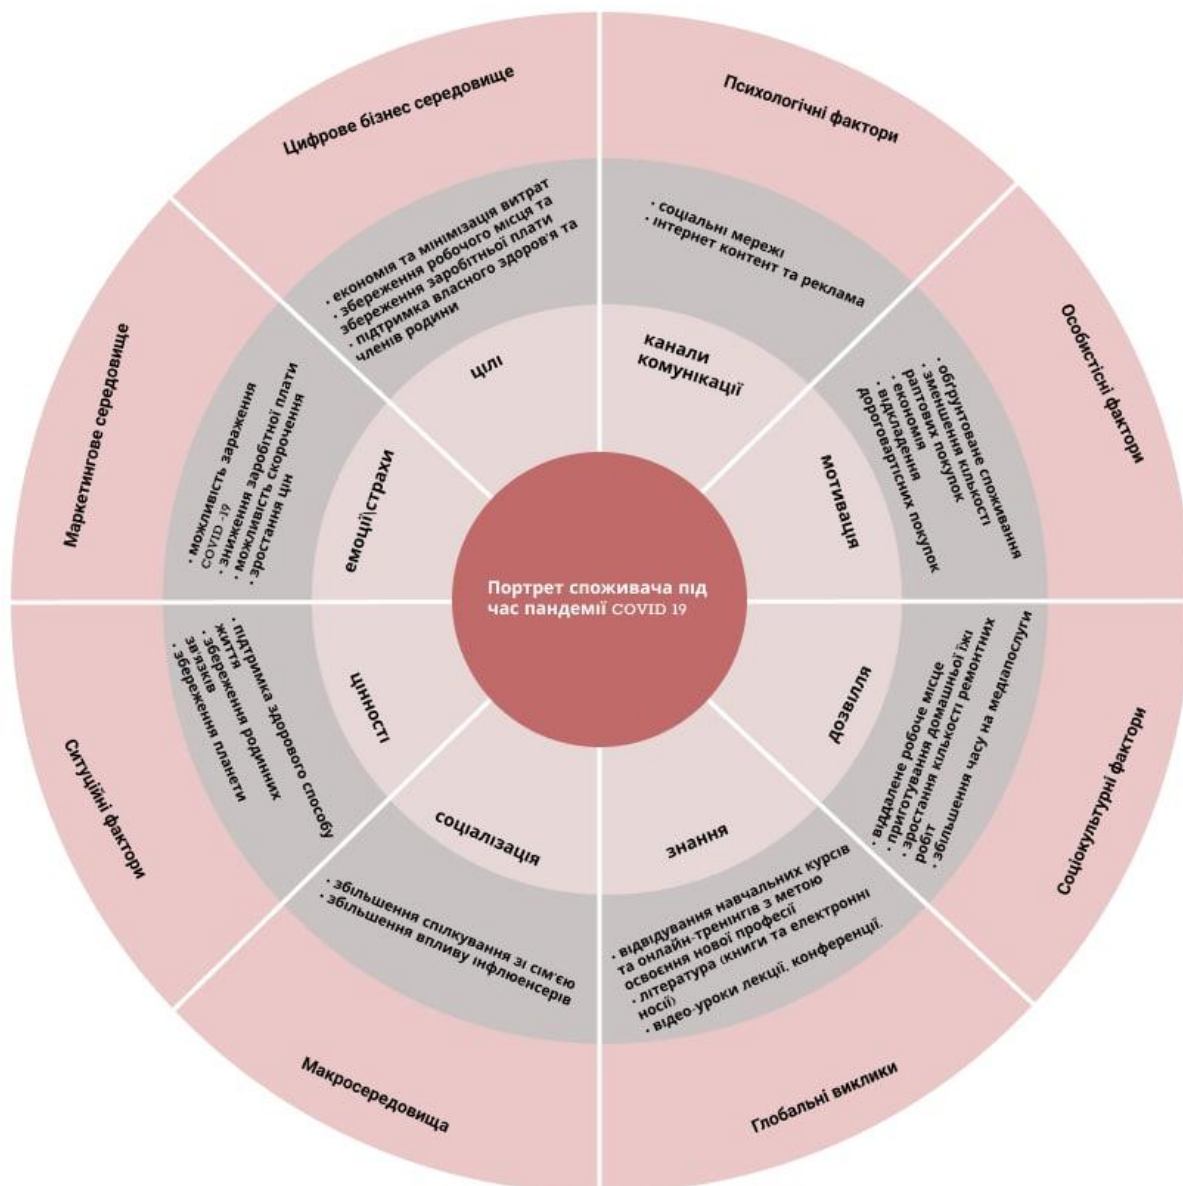 Цифрове бізнес середовище
Психологічні фактори
Особистісні фактори
Соціокультурні фактори
Глобальні виклики
Макросередовища
Ситуційні фактори
Маркетингове середовище
· економія та мінімізація витрат
· збереження робочого місця та
збереження заробітньої плати
· підтримка власного здоров'я та
членів родини
цілі
· соціальні мережі
· інтернет контент та реклама
канали
комунікації
· обґрунтоване споживання
· зменшення кількості
раптових покупок
· економія
· відкладення
дороговартісних покупок
мотивація
· віддалене робоче місце
· приготування домашньої їжі
· зростання кількості ремонтних
робіт
· збільшення часу на медіапослуги
дозвілля
· відвідування навчальних курсів
та онлайн-тренінгів з метою
освоєння нової професії
· література (книги та електронні
носії)
· відео-уроки лекції, конференції.
знання
· збільшення спілкування зі сім'єю
· збільшення впливу інфлюенсерів
соціалізація
· підтримка здорового способу
життя
· збереження родинних
зв'язків
· збереження планети
цінності
· можливість зараження
COVID -19
· зниження заробітної плати
· можливість скорочення
· зростання цін
емоції\страхи
Портрет споживача під
час пандемії COVID 19